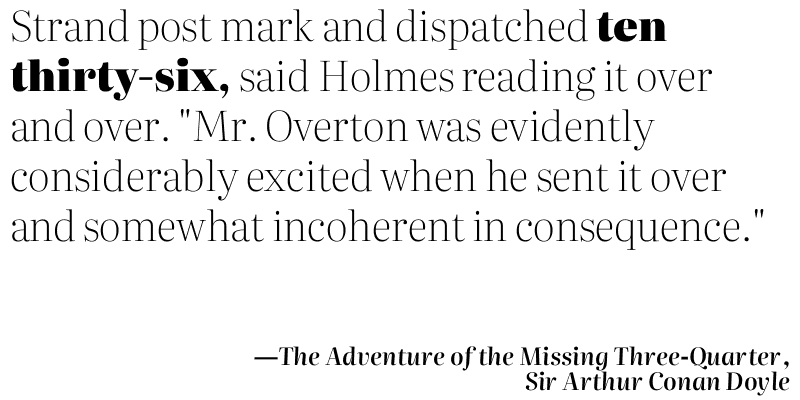 Strand post mark and dispatched ten
thirty-six, said Holmes reading it over
and over. "Mr. Overton was evidently
considerably excited when he sent it over
and somewhat incoherent in consequence."
—The Adventure of the Missing Three-Quarter,
Sir Arthur Conan Doyle